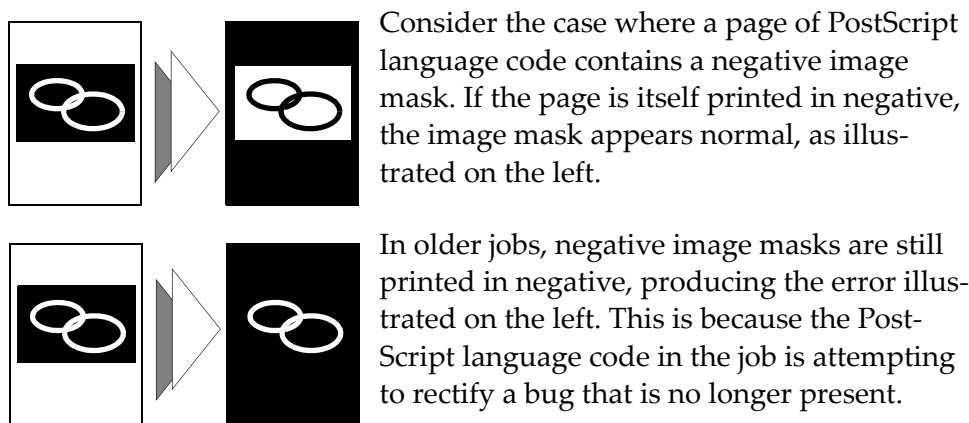 Consider the case where a page of PostScript
language code contains a negative image
mask. If the page is itself printed in negative,
the image mask appears normal, as illus-
trated on the left.
In older jobs, negative image masks are still
printed in negative, producing the error illus-
trated on the left. This is because the Post-
Script language code in the job is attempting
to rectify a bug that is no longer present.